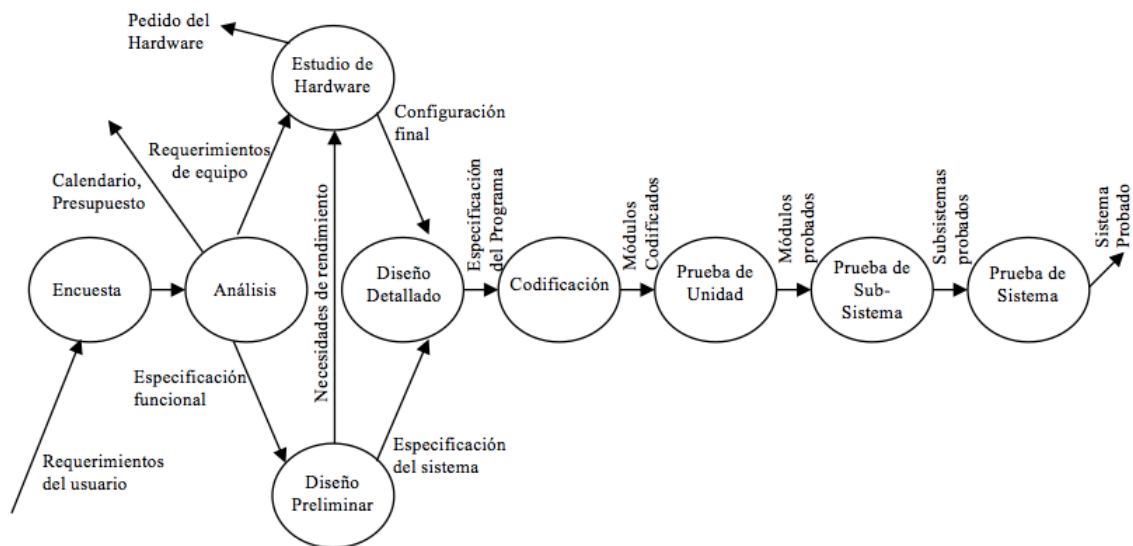 Pedido del
Hardware
Estudio de
Hardware
Configuración
final
Requerimientos
de equipo
Calendario,
Presupuesto
Necesidades de rendimiento
Encuesta
Análisis
Diseño
Detallado
Especificación
del Programa
Codificación
Módulos
Codificados
Prueba de
Unidad
Módulos
probados
Prueba de
Sub-
Sistema
Subsistemas
probados
Prueba de
Sistema
Sistema
Probado
Especificación
funcional
Requerimientos
del usuario
Diseño
Preliminar
Especificación
del sistema